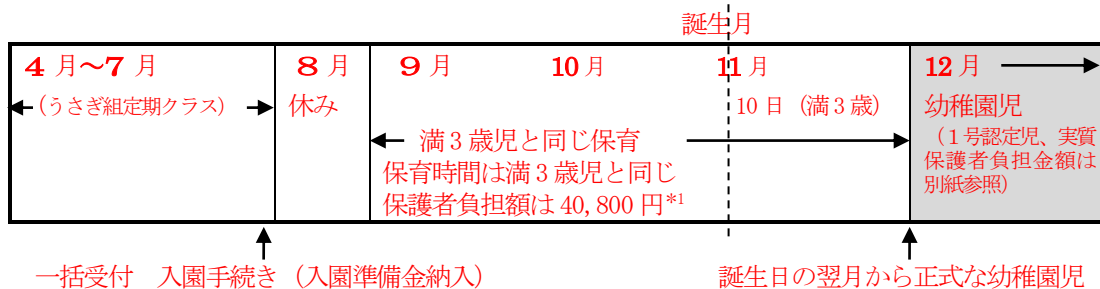 誕生月
４月～７月
８月
９月
10月
11月
12月
（うさぎ組定期クラス）
休み
10日（満３歳）
幼稚園児
満３歳児と同じ保育
（１号認定児、実質
保育時間は満３歳児と同じ
保護者負担金額は
保護者負担額は40,800円*1
別紙参照）
一括受付　入園手続き（入園準備金納入）
誕生日の翌月から正式な幼稚園児